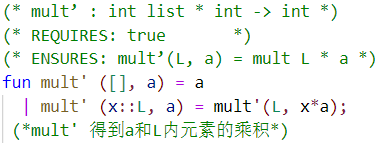 (* mult’ : int list * int -> int *)
(* REQUIRES: true        *)
(* ENSURES: mult’(L, a) = mult L * a *)
fun mult' ([], a) = a
  | mult' (x::L, a) = mult'(L, x*a);
 (*mult' 得到a和L内元素的乘积*)